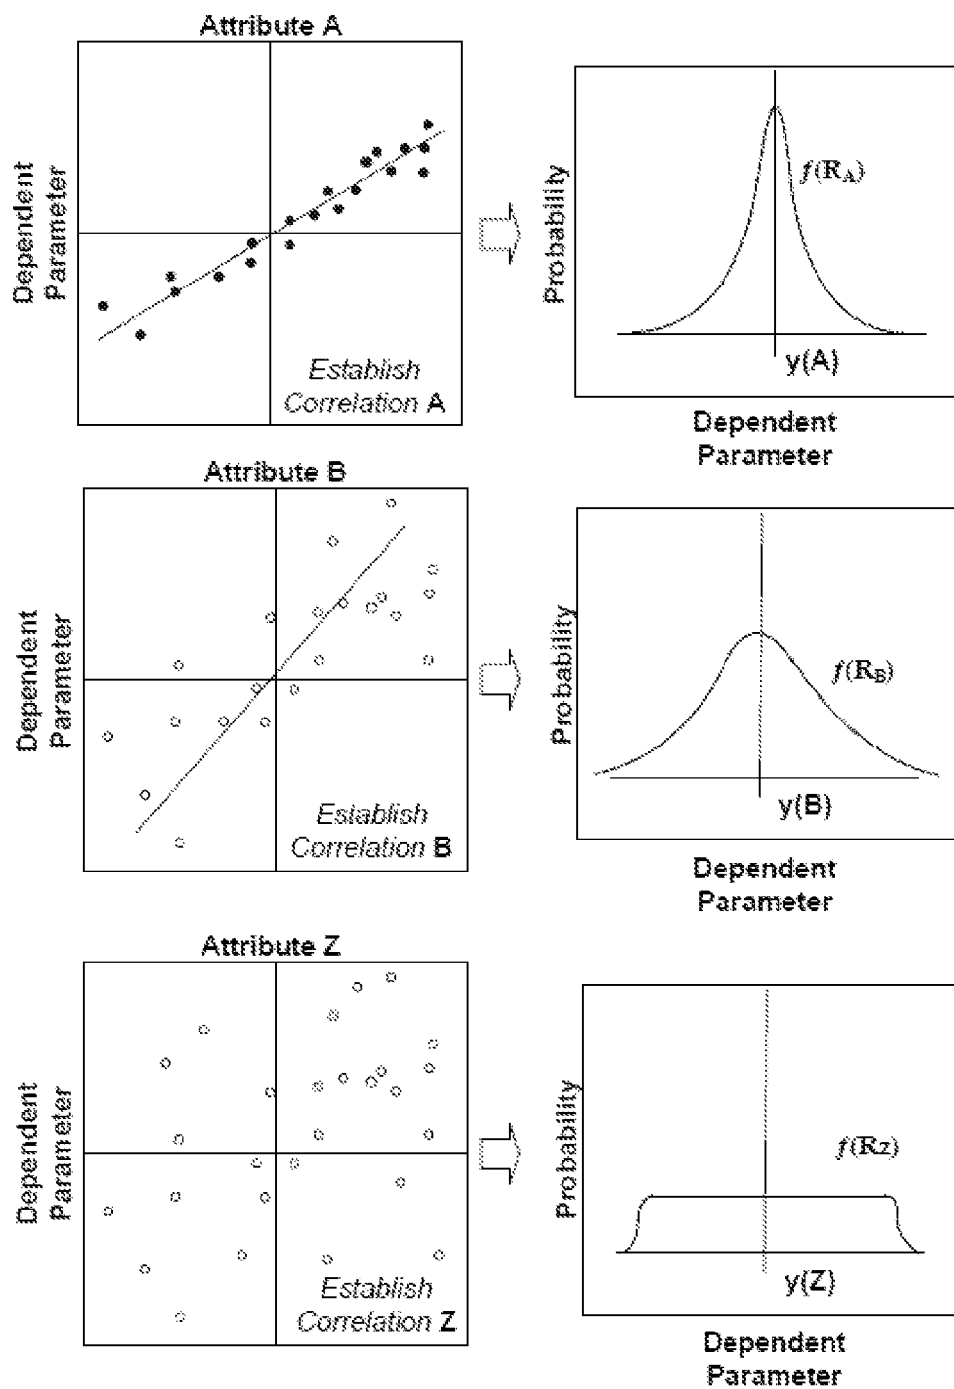 Attribute A
Dependent
Parameter
Establish
Correlation A
Probability
f(RA)
y(A)
Dependent
Parameter
Attribute B
Dependent
Parameter
Establish
Correlation B
Probability
f(RB)
y(B)
Dependent
Parameter
Attribute Z
Dependent
Parameter
Establish
Correlation Z
Probability
f(RZ)
y(Z)
Dependent
Parameter